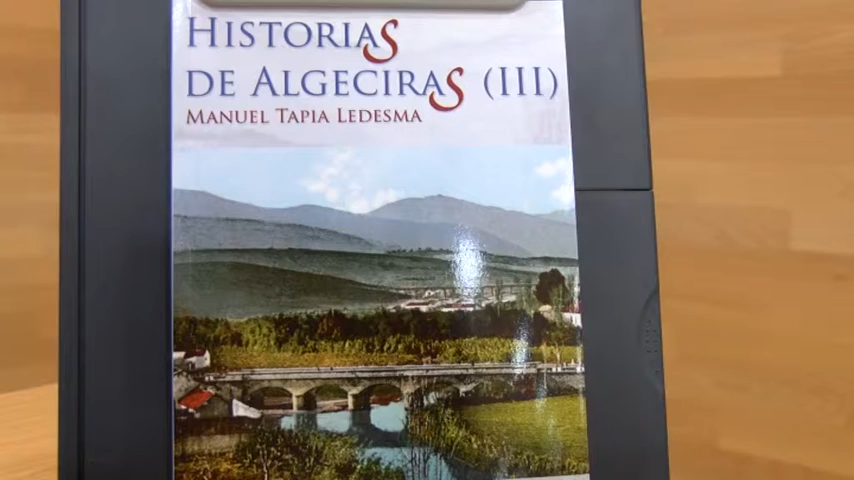 HISTORIAS
DE ALGECIRAS (III)
MANUEL TAPIA LEDESMA